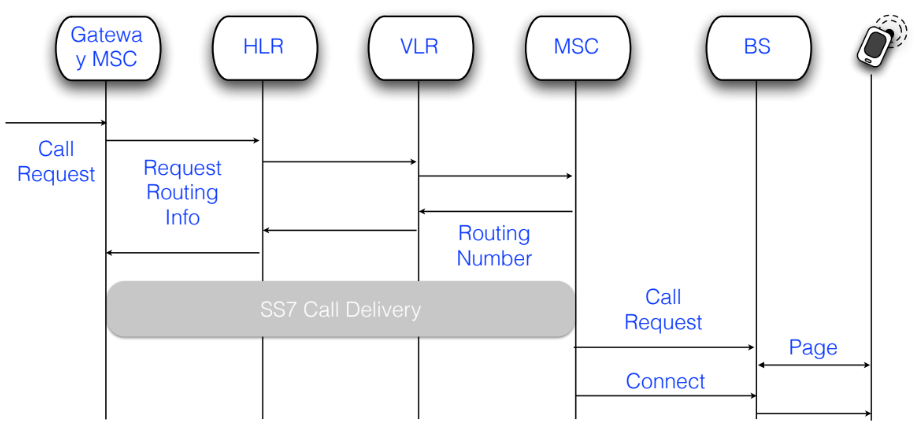 Gatewa
y MSC
HLR
VLR
MSC
BS
Call
Request
Request
Routing
Info
Routing
Number
SS7 Call Delivery
Call
Request
Page
Connect